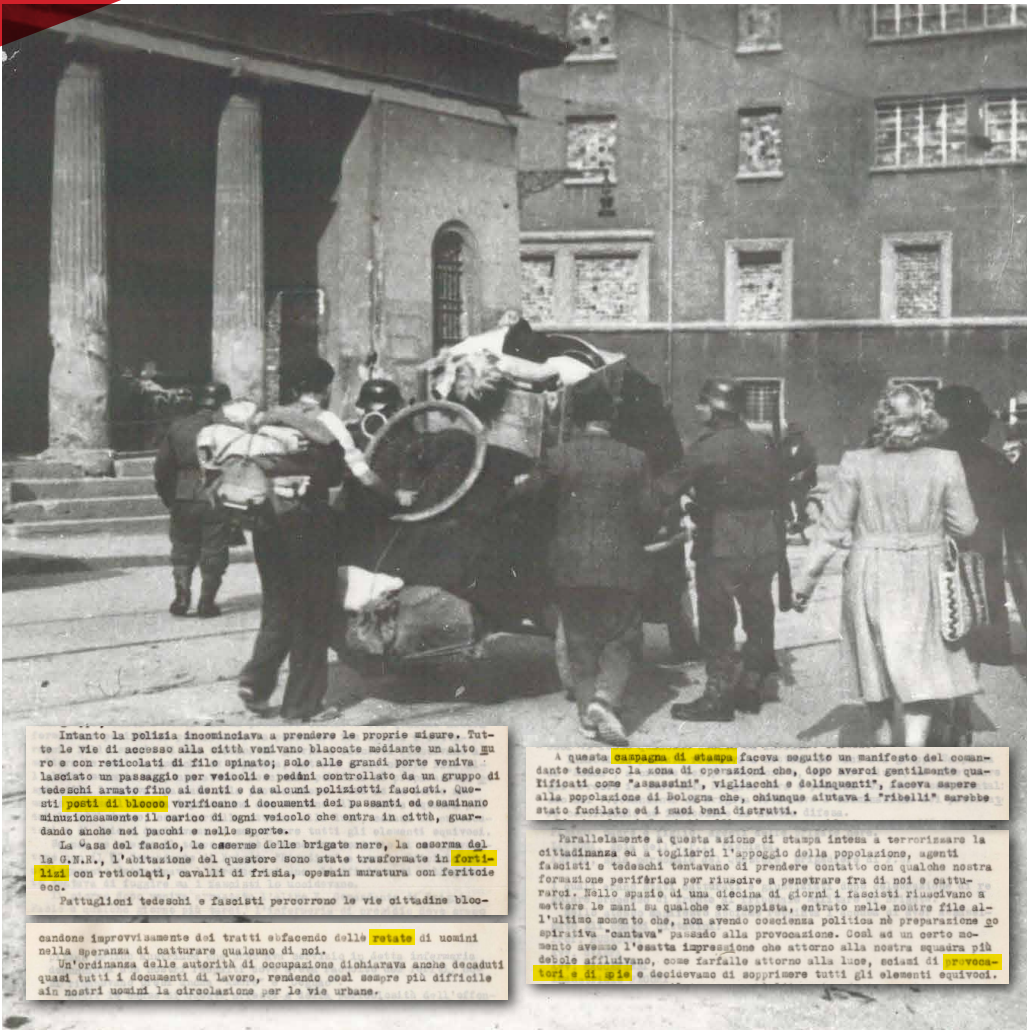 Intanto la polizia incominciava a prendere le proprie misure. Tut-
te le vie di accesso alla città venivano blaccate mediante un alto mu
ro e con reticolati di filo spinato; solo alle grandi porte veniva
lasciato un passaggio per veicoli e pedóni controllato da un gruppo di
tedeschi armato fino ai denti e da alcuni poliziotti fascisti. Que-
sti posti di blocco verificano i documenti dei passanti ed esaminano
minuzionsamente il carico di ogni veicolo che entra in città, guar-
dando anche nei pacchi e nelle sporte.
La Casa del fascio, le caserme delle brigate nere, la caserma del
la G.N.R., l'abitazione del questore sono state trasformate in forti-
lizi con reticolati, cavalli di frisia, opesain muratura con feritoie
ecc.
Pattuglioni tedeschi e fascisti percorrono le vie cittadine bloc-
candone improvvisamente dei tratti ebfacendo delle retate di uomini
nella speranza di catturare qualcuno di noi.
Un'ordinanza delle autorità di occupazione dichiarava anche decaduti
quasi tutti i documenti di lavoro, rendendo così sempre più difficile
ain nostri uomini la circolazione per le vie urbane.
A questa campagna di stampa faceva seguito un manifesto del coman-
dante tedesco la zona di operazioni che, dopo averci gentilmente qua-
lificati come "assassini", vigliacchi e delinquenti", faceva sapere
alla popolazione di Bologna che, chiunque aiutava i "ribelli" sarebbe
stato fucilato ed i suoi beni distrutti.
Parallelamente a questa azione di stampa intesa a terrorizzare la
cittadinanza ed a togliarci l'appoggio della popolazione, agenti
fascisti e tedeschi tentavano di prendere contatto con qualche nostra
formazione periferica per riuscire a penetrare fra di noi e cattu-
rarci. Nello spazio di una diecina di giorni i fascisti riuscivano a
mettere le mani su qualche ex sappista, entrato nelle nostre file al-
l'ultimo momento che, non avendo coscienza politica nè preparazione co
spirativa "cantava" passado alla provocazione. Così ad un certo mo-
mento avemmo l'esatta impressione che attorno alla nostra squadra più
debole affluivano, come farfalle attorno alla luce, sciami di provoca-
tori e di spie e decidevamo di sopprimere tutti gli elementi equivoci.